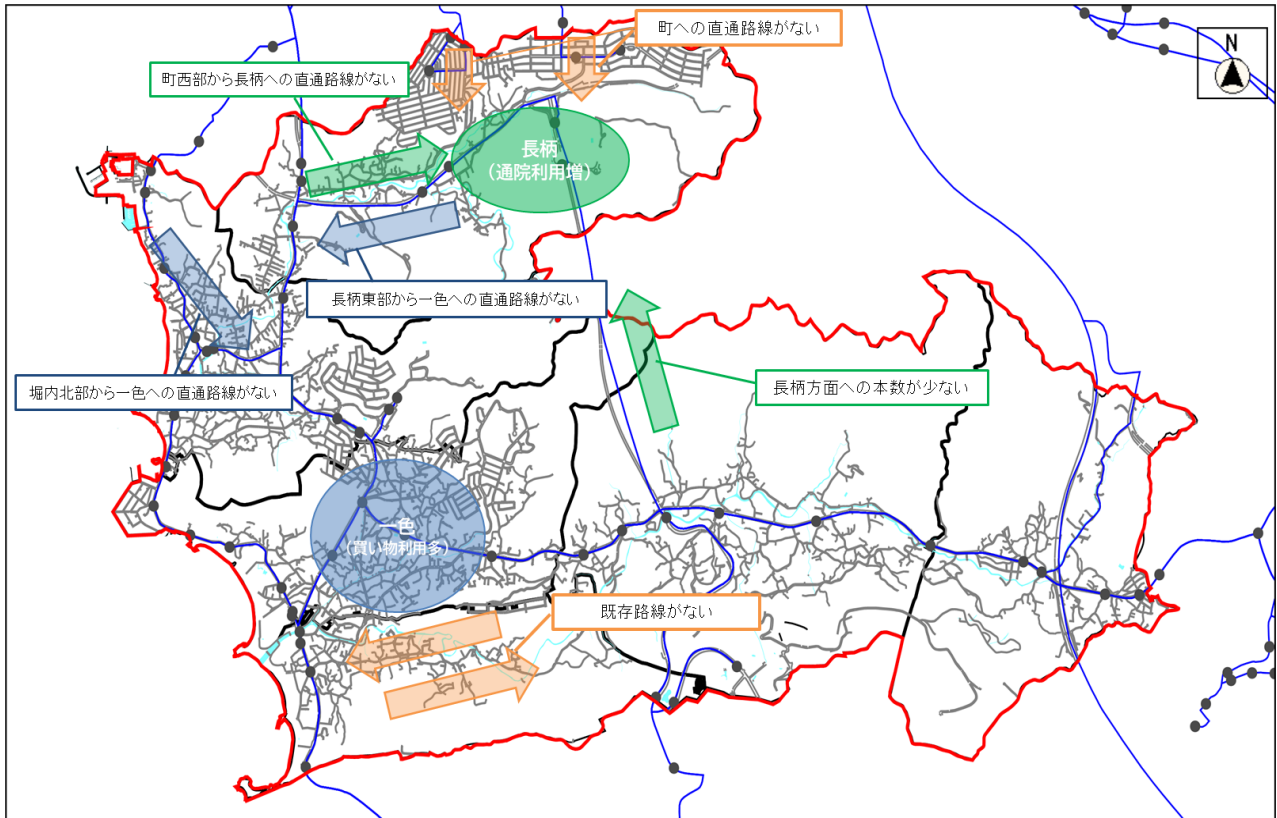 町への直通路線がない
N
町西部から長柄への直通路線がない
長柄
（通院利用増）
長柄東部から一色への直通路線がない
堀内北部から一色への直通路線がない
長柄方面への本数が少ない
一色
（買い物利用多）
既存路線がない